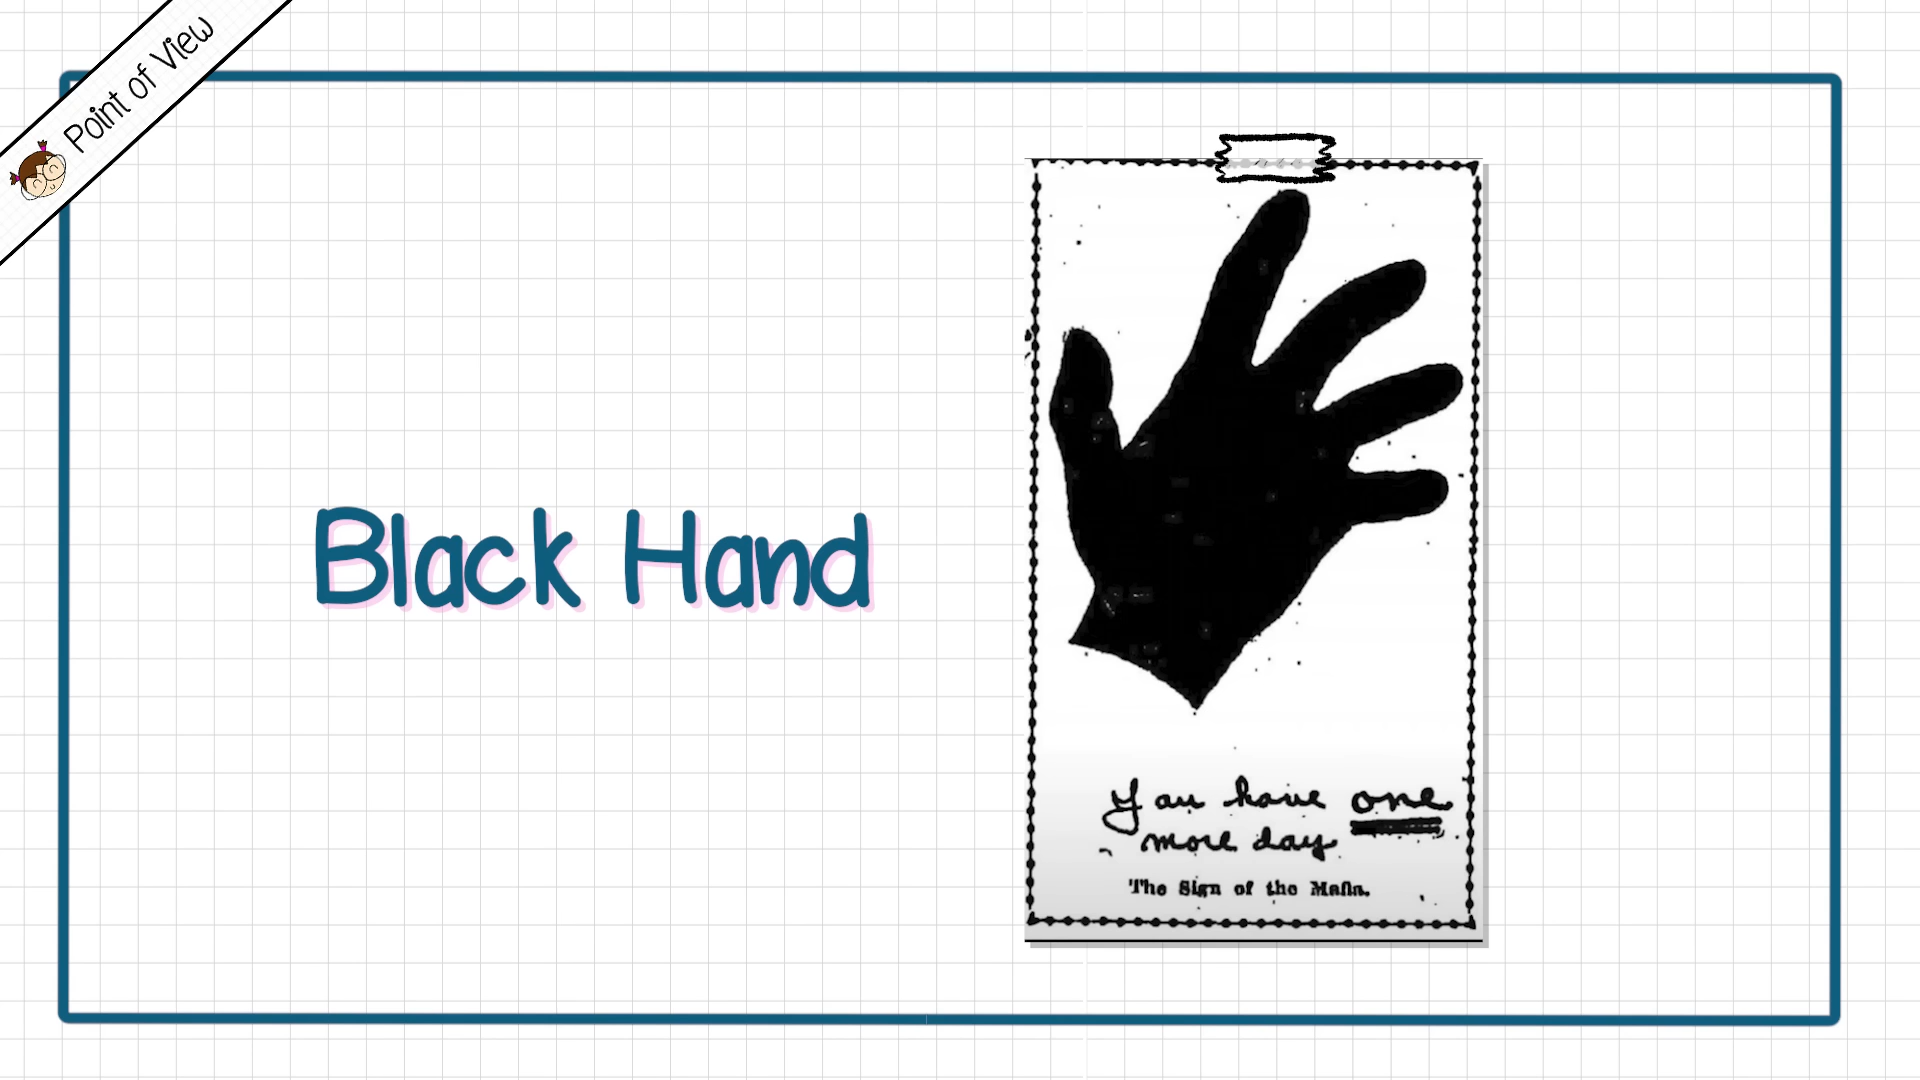 Point of View
Black Hand
You have one
more day
The Sign of the Mafia.